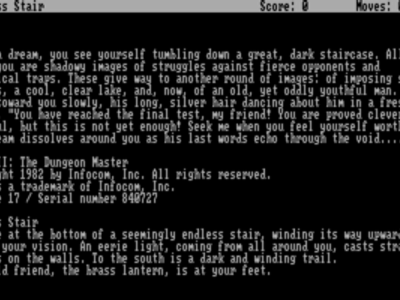 ss Stair Score: 0 Moves:
a dream, you see yourself tumbling down a great, dark staircase. All
you are shadowy images of struggles against fierce opponents and
ical traps. These give way to another round of images: of imposing s
s, a cool, clear lake, and, now, of an old, yet oddly youthful man.
toward you slowly, his long, silver hair dancing about him in a fres
"You have reached the final test, my friend! You are proved clever
ul, but this is not yet enough! Seek me when you feel yourself wort
eam dissolves around you as his last words echo through the void....
II: The Dungeon Master
ght 1982 by Infocom, Inc. All rights reserved.
s a trademark of Infocom, Inc.
e 17 / Serial number 840727
s Stair
e at the bottom of a seemingly endless stair, winding its way upwar
your vision. An eerie light, coming from all around you, casts stra
s on the walls. To the south is a dark and winding trail.
ld friend, the brass lantern, is at your feet.